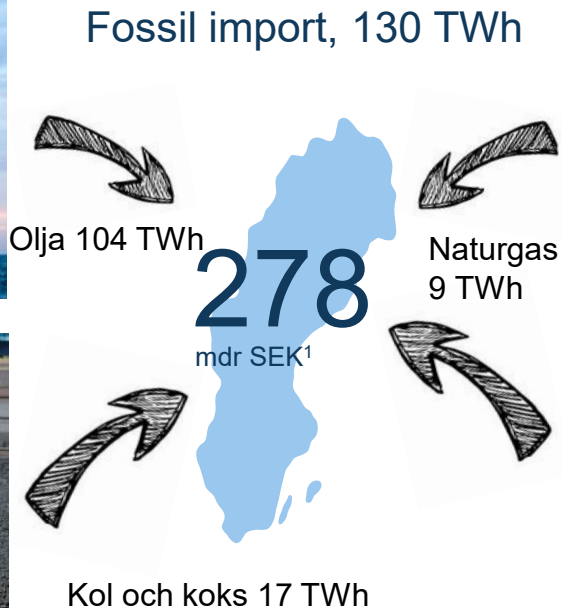 Fossil import, 130 TWh
Olja 104 TWh
Naturgas
9 TWh
278
mdr SEK¹
Kol och koks 17 TWh